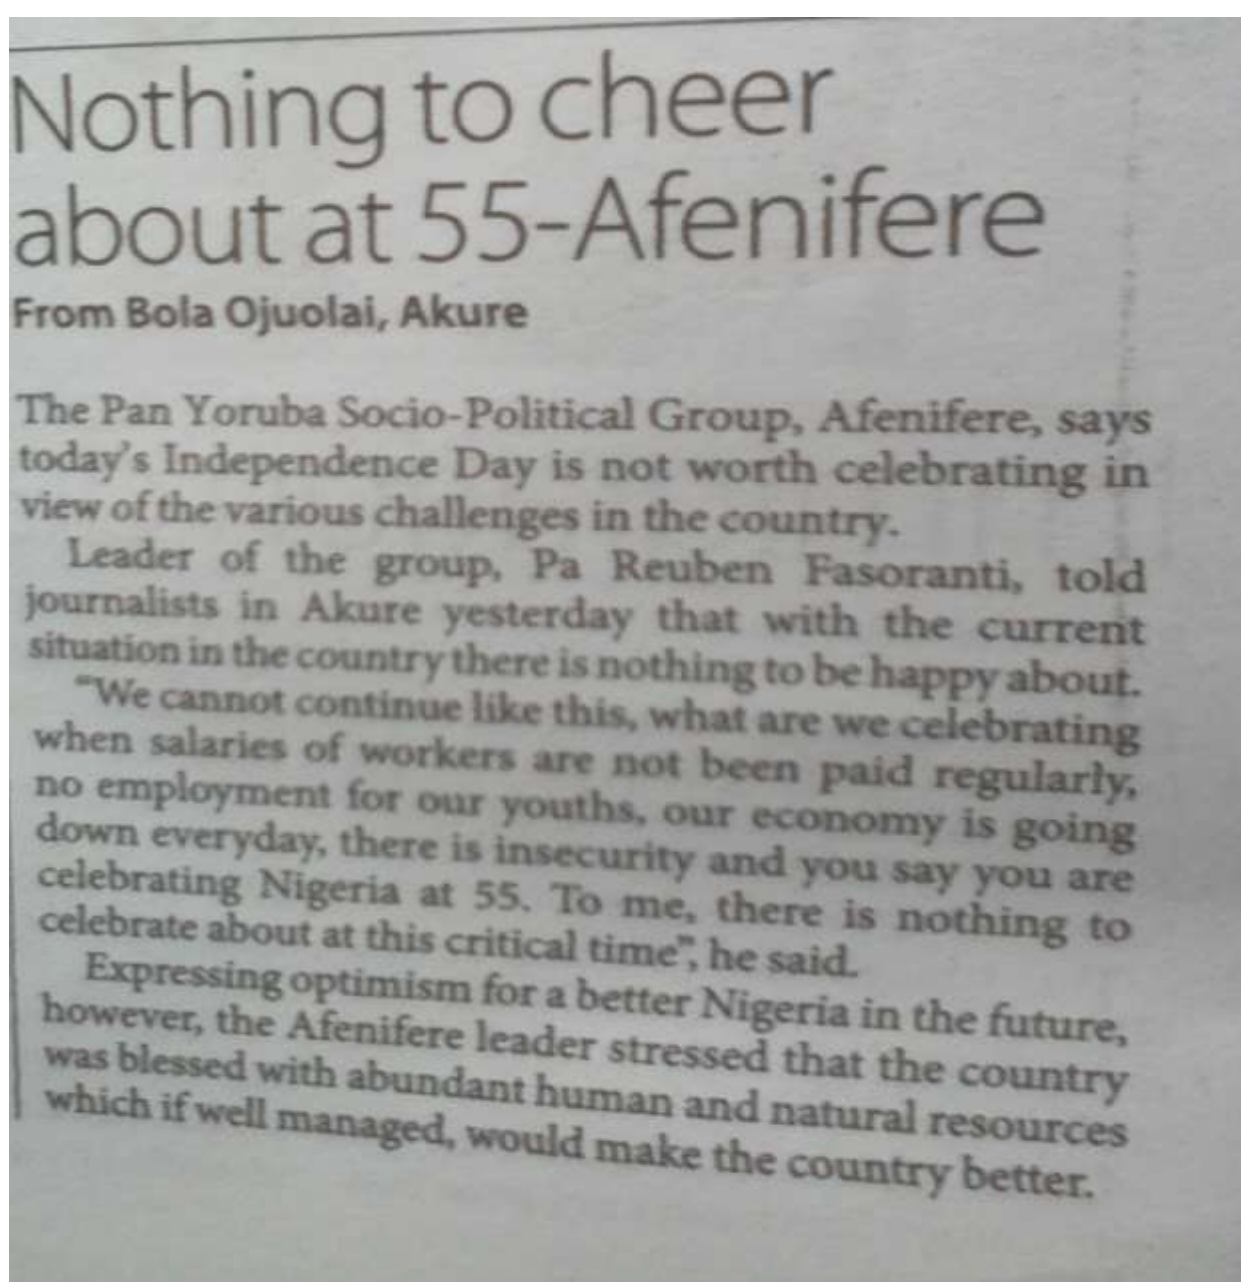 Nothing to cheer
about at 55-Afenifere
From Bola Ojuolai, Akure
The Pan Yoruba Socio-Political Group, Afenifere, says
today's Independence Day is not worth celebrating in
view of the various challenges in the country.
Leader of the group, Pa Reuben Fasoranti, told
journalists in Akure yesterday that with the current
situation in the country there is nothing to be happy about.
"We cannot continue like this, what are we celebrating
when salaries of workers are not been paid regularly,
no employment for our youths, our economy is going
down everyday, there is insecurity and you say you are
celebrating Nigeria at 55. To me, there is nothing to
celebrate about at this critical time", he said.
Expressing optimism for a better Nigeria in the future,
however, the Afenifere leader stressed that the country
was blessed with abundant human and natural resources
which if well managed, would make the country better.